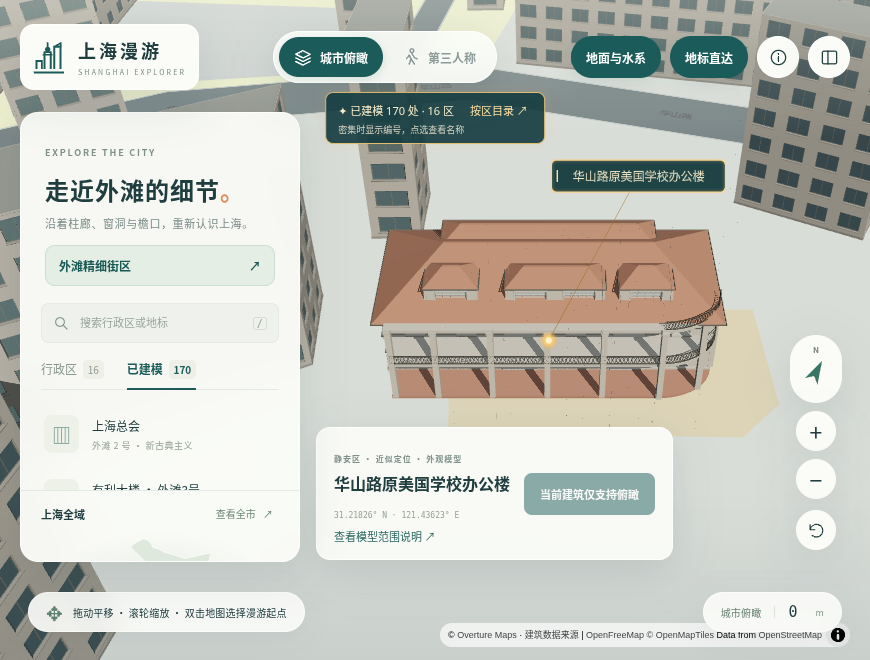 上海漫游
SHANGHAI EXPLORER
城市俯瞰
第三人称
地面与水系
地标直达
✦ 已建模 170 处 · 16 区 按区目录 ↗
密集时显示编号，点选查看名称
EXPLORE THE CITY
走近外滩的细节。
沿着柱廊、窗洞与檐口，重新认识上海。
外滩精细街区 ↗
搜索行政区或地标 /
行政区 16
已建模 170
上海总会
外滩 2 号 · 新古典主义
有利大楼 · 外滩3号
上海全域
查看全市 ↗
华山路原美国学校办公楼
静安区 · 近似定位 · 外观模型
华山路原美国学校办公楼
31.21826° N · 121.43623° E
查看模型范围说明 ↗
当前建筑仅支持俯瞰
N
+
−
拖动平移 · 滚轮缩放 · 双击地图选择漫游起点
城市俯瞰 0 m
© Overture Maps · 建筑数据来源 | OpenFreeMap © OpenMapTiles Data from OpenStreetMap